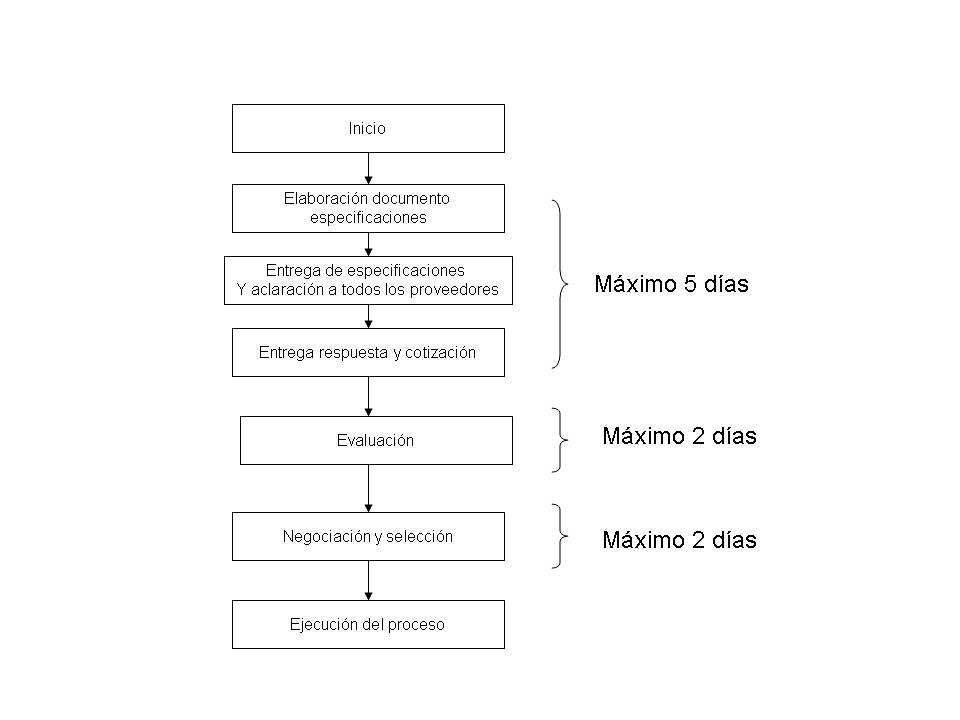 Inicio
Elaboración documento
especificaciones
Entrega de especificaciones
Y aclaración a todos los proveedores
Máximo 5 días
Entrega respuesta y cotización
Evaluación
Máximo 2 días
Negociación y selección
Máximo 2 días
Ejecución del proceso